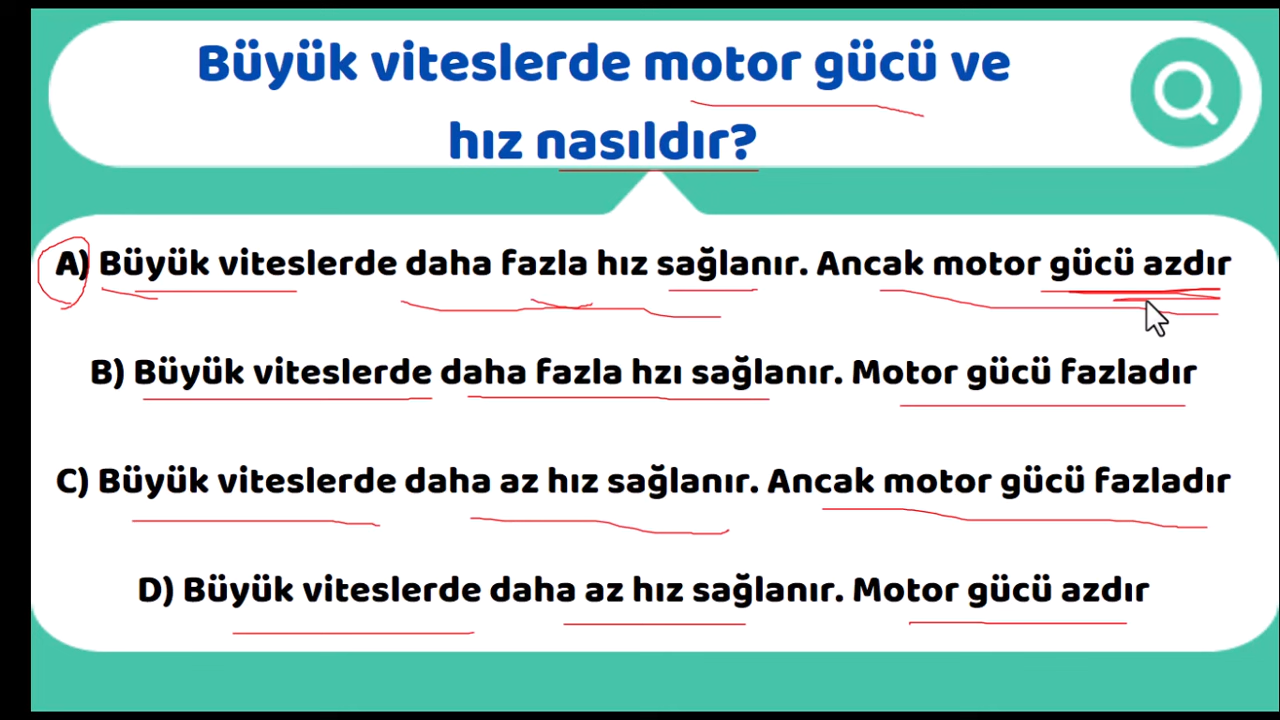 Büyük viteslerde motor gücü ve
hız nasıldır?
A) Büyük viteslerde daha fazla hız sağlanır. Ancak motor gücü azdır
B) Büyük viteslerde daha fazla hzı sağlanır. Motor gücü fazladır
C) Büyük viteslerde daha az hız sağlanır. Ancak motor gücü fazladır
D) Büyük viteslerde daha az hız sağlanır. Motor gücü azdır